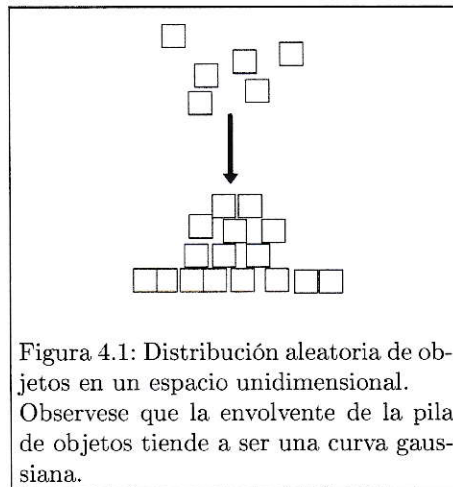 Figura 4.1: Distribución aleatoria de ob-
jetos en un espacio unidimensional.
Observese que la envolvente de la pila
de objetos tiende a ser una curva gaus-
siana.